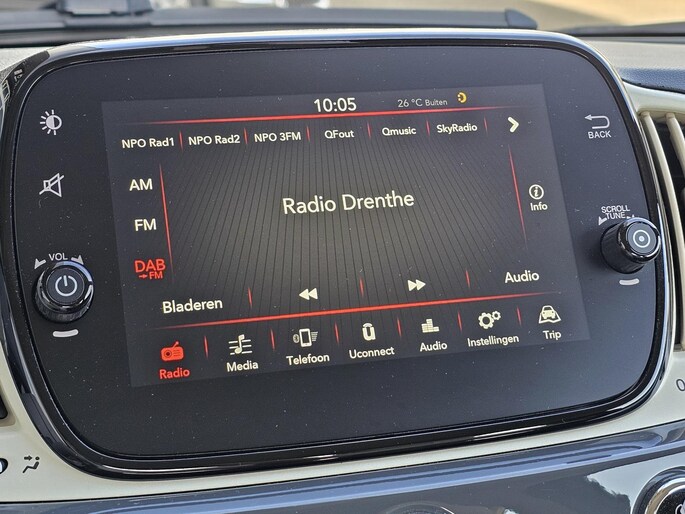 10:05
26 °C Buiten
NPO Rad1 NPO Rad2 NPO 3FM QFout Qmusic SkyRadio
BACK
AM
FM
DAB
→FM
Radio Drenthe
Info
VOL
SCROLL
TUNE
Bladeren
Audio
Radio Media Telefoon Uconnect Audio Instellingen Trip
0